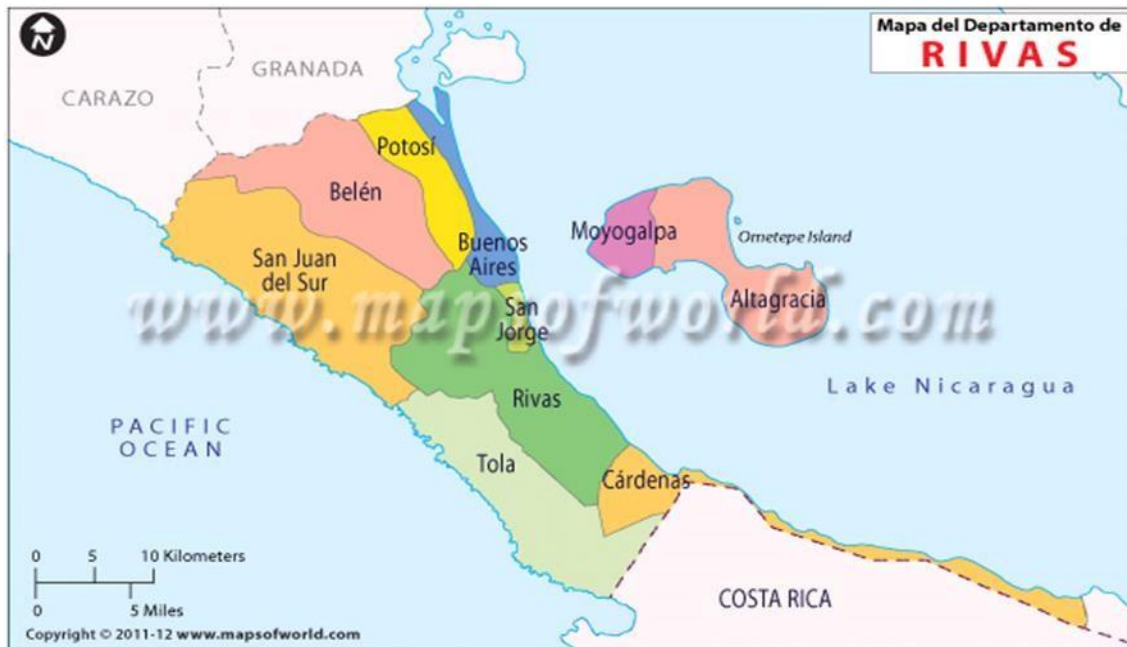 Mapa del Departamento de
RIVAS
N
GRANADA
CARAZO
Potosí
Belén
Moyogalpa
Ometepe Island
Buenos
Aires
San Juan
del Sur
Altagracia
San
Jorge
www.mapsofworld.com
Lake Nicaragua
Rivas
PACIFIC
OCEAN
Tola
Cárdenas
0 5 10 Kilometers
0 5 Miles
COSTA RICA
Copyright © 2011-12 www.mapsofworld.com